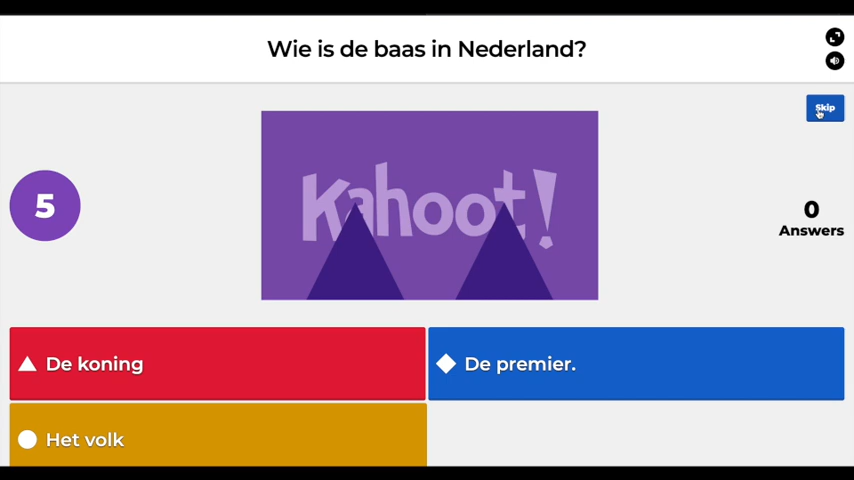 Wie is de baas in Nederland?
Skip
Kahoot!
5
0
Answers
De koning
De premier.
Het volk